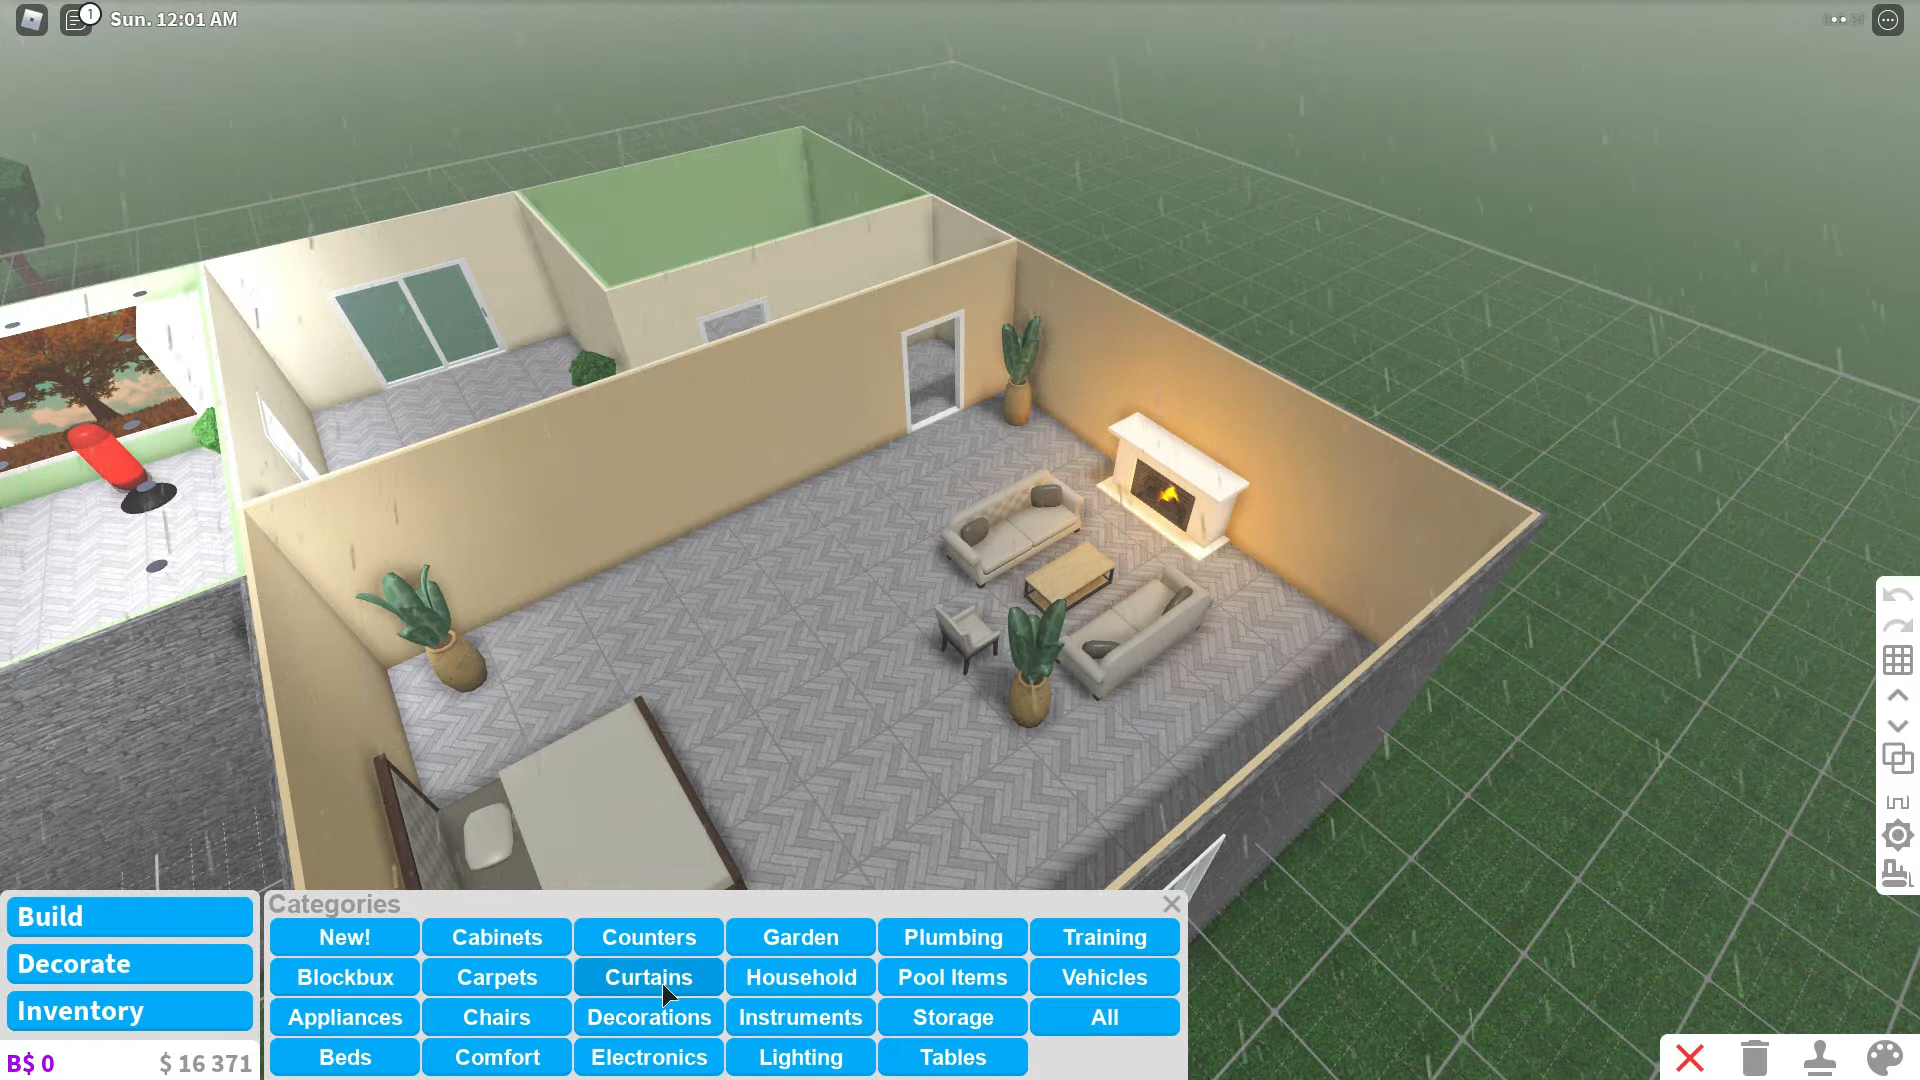 1
Sun. 12:01 AM
Build
Decorate
Inventory
B$ 0
$ 16 371
Categories
New!
Cabinets
Counters
Garden
Plumbing
Training
Blockbux
Carpets
Curtains
Household
Pool Items
Vehicles
Appliances
Chairs
Decorations
Instruments
Storage
All
Beds
Comfort
Electronics
Lighting
Tables